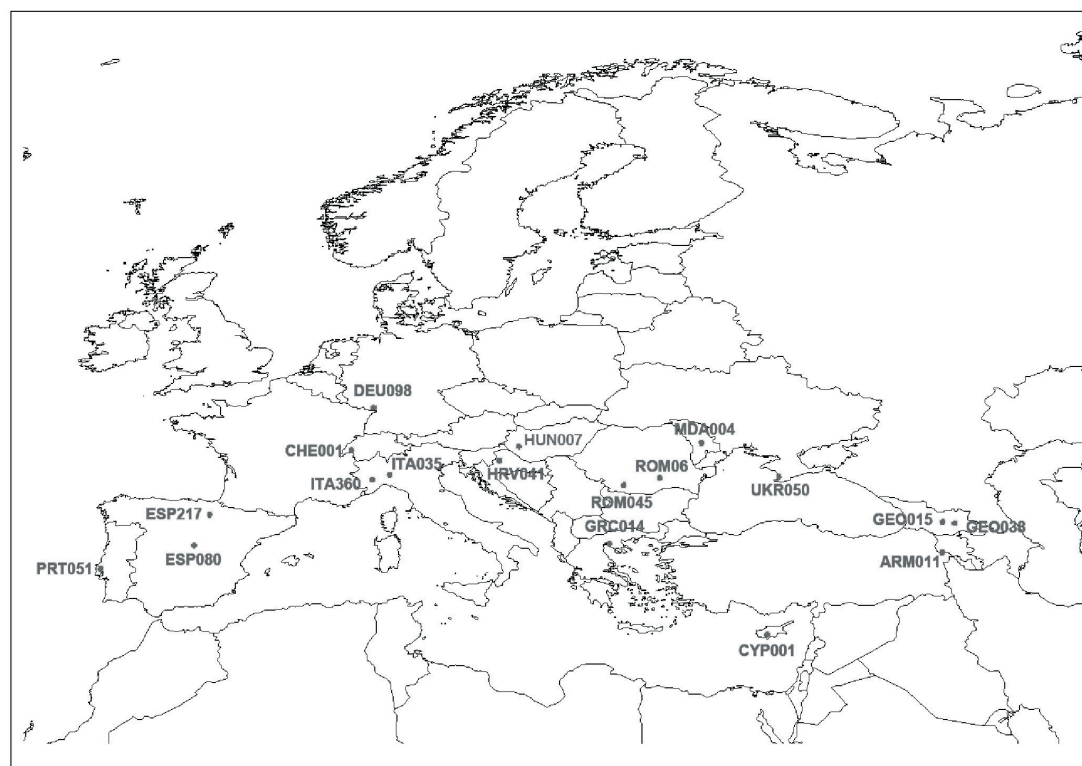 DEU098
MDA004
HUN007
CHE001
ITA035
HRV041
ROM06
ITA360
UKR050
ROM045
ESP217
GEO015
GEO038
GRC014
ESP080
PRT051
ARM011
CYP001